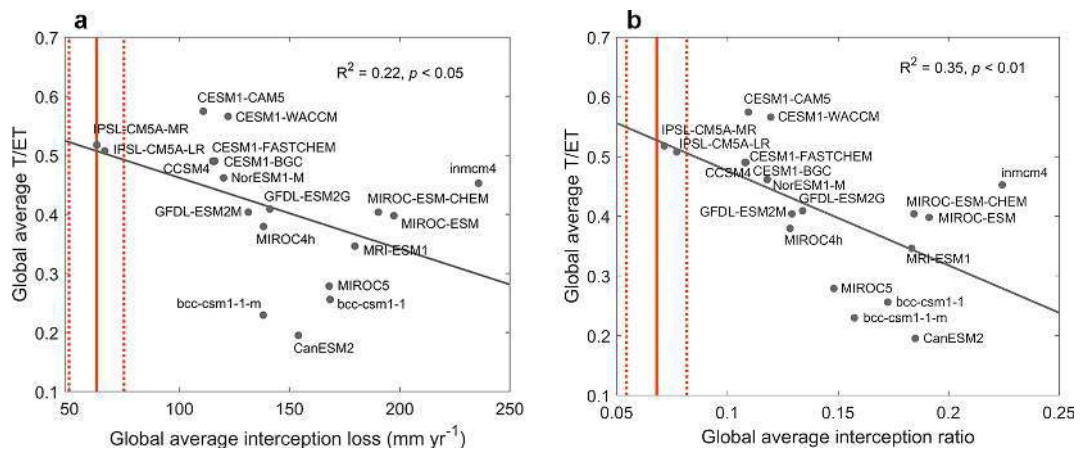 a
0.7
0.6
0.5
0.4
0.3
0.2
0.1
Global average T/ET
R² = 0.22, p < 0.05
CESM1-CAM5
CESM1-WACCM
IPSL-CM5A-MR
IPSL-CM5A-LR
CESM1-FASTCHEM
CCSM4
CESM1-BGC
NorESM1-M
inmcm4
GFDL-ESM2G
MIROC-ESM-CHEM
GFDL-ESM2M
MIROC-ESM
MIROC4h
MRI-ESM1
MIROC5
bcc-csm1-1-m
bcc-csm1-1
CanESM2
50
100
150
200
250
Global average interception loss (mm yr⁻¹)
b
0.7
0.6
0.5
0.4
0.3
0.2
0.1
Global average T/ET
R² = 0.35, p < 0.01
CESM1-CAM5
CESM1-WACCM
IPSL-CM5A-MR
IPSL-CM5A-LR
CESM1-FASTCHEM
CCSM4
CESM1-BGC
NorESM1-M
inmcm4
GFDL-ESM2G
MIROC-ESM-CHEM
GFDL-ESM2M
MIROC-ESM
MIROC4h
MRI-ESM1
MIROC5
bcc-csm1-1
bcc-csm1-1-m
CanESM2
0.05
0.1
0.15
0.2
0.25
Global average interception ratio